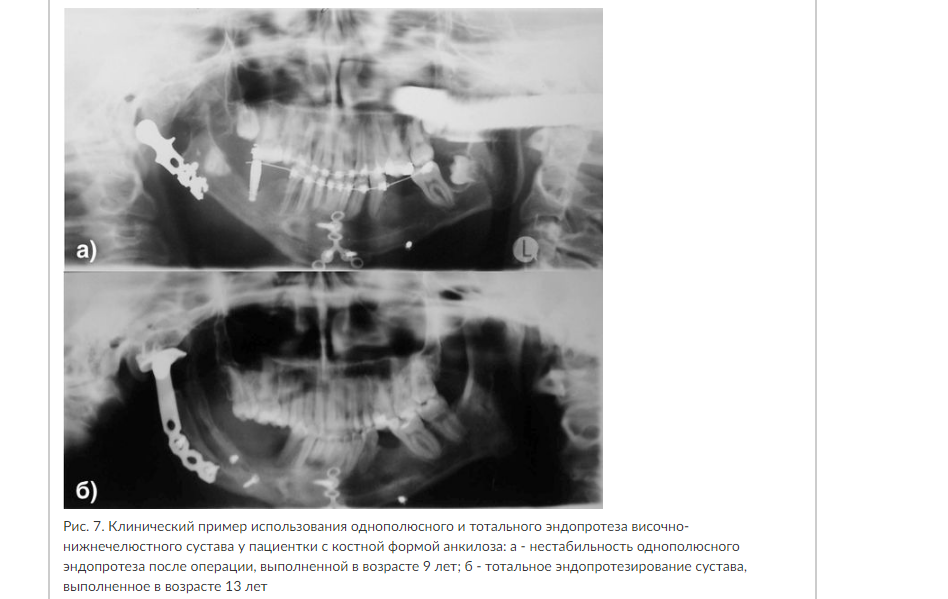 а)
L
б)
Рис. 7. Клинический пример использования однополюсного и тотального эндопротеза височно-
нижнечелюстного сустава у пациентки с костной формой анкилоза: а - нестабильность однополюсного
эндопротеза после операции, выполненной в возрасте 9 лет; б - тотальное эндопротезирование сустава,
выполненное в возрасте 13 лет